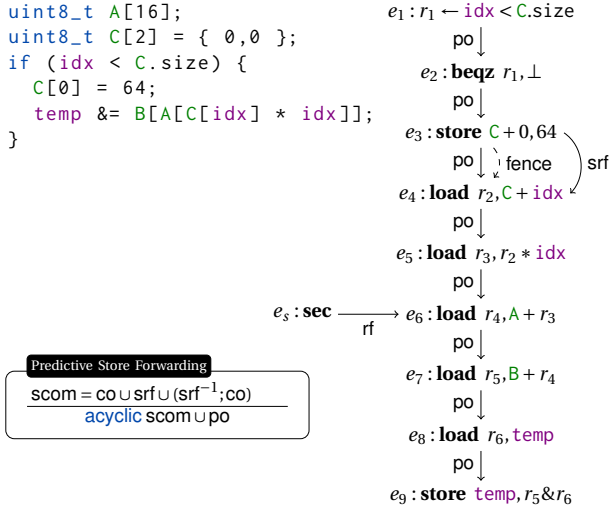 uint8_t A[16];
uint8_t C[2] = { 0,0 };
if (idx < C.size) {
  C[0] = 64;
  temp &= B[A[C[idx] * idx]];
}
e1 : r1 ← idx < C.size
po
e2 : beqz r1, ⊥
po
e3 : store C + 0, 64
po
fence
srf
e4 : load r2, C + idx
po
e5 : load r3, r2 * idx
po
es : sec
rf
e6 : load r4, A + r3
po
e7 : load r5, B + r4
po
e8 : load r6, temp
po
e9 : store temp, r5&r6
Predictive Store Forwarding
scom = co ∪ srf ∪ (srf⁻¹; co)
acyclic scom ∪ po